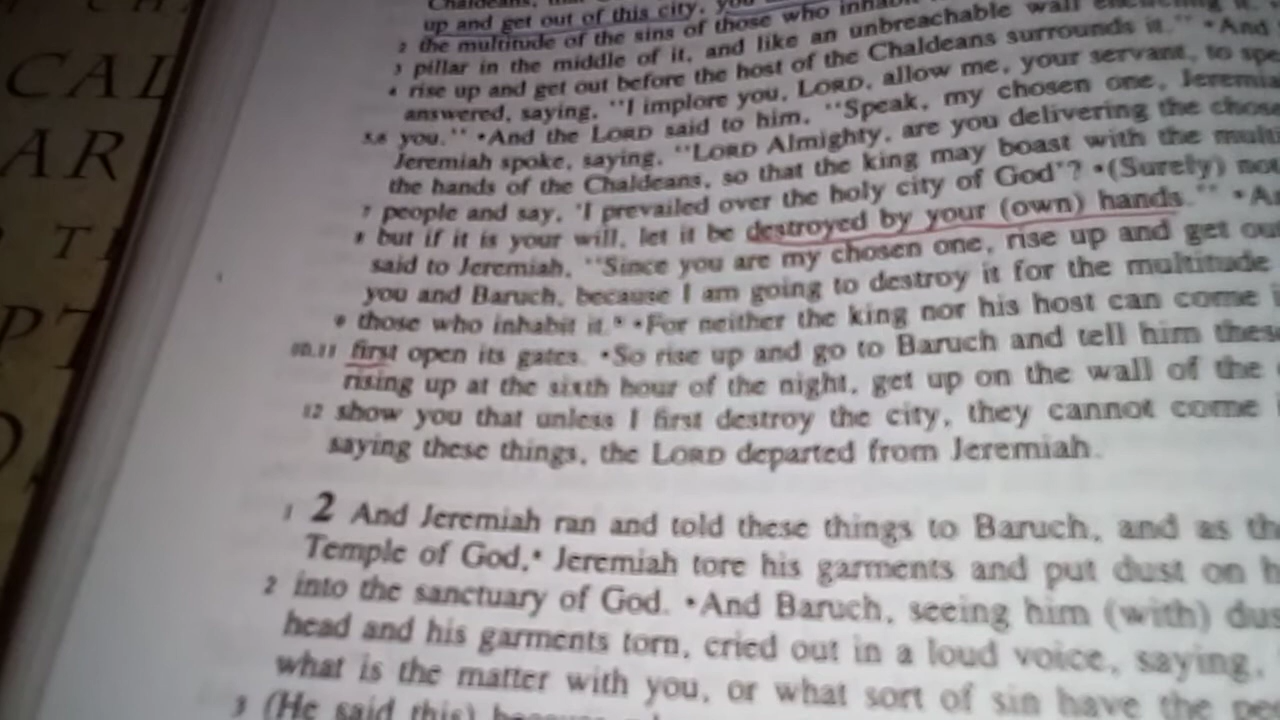 up and get out of this city, you
2 the multitude of the sins of those who
3 pillar in the middle of it, and like an unbreachable wall encircling it." •And
4 rise up and get out before the host of the Chaldeans surrounds it."
answered, saying, "I implore you, LORD, allow me, your servant, to
5,6 you." •And the LORD said to him, "Speak, my chosen one,
Jeremiah spoke, saying, "LORD Almighty, are you delivering the
the hands of the Chaldeans, so that the king may boast with the
7 people and say, 'I prevailed over the holy city of God'? •(Surely)
8 but if it is your will, let it be destroyed by your (own) hands."
said to Jeremiah, "Since you are my chosen one, rise up and get
you and Baruch, because I am going to destroy it for the multitude
9 those who inhabit it. •For neither the king nor his host can come
10,11 first open its gates. •So rise up and go to Baruch and tell him
rising up at the sixth hour of the night, get up on the wall of the
12 show you that unless I first destroy the city, they cannot come
saying these things, the LORD departed from Jeremiah.
1 2 And Jeremiah ran and told these things to Baruch, and as
Temple of God, Jeremiah tore his garments and put dust on
2 into the sanctuary of God. •And Baruch, seeing him (with)
head and his garments torn, cried out in a loud voice, saying,
what is the matter with you, or what sort of sin have the
3 (He said this)
CAL
AR